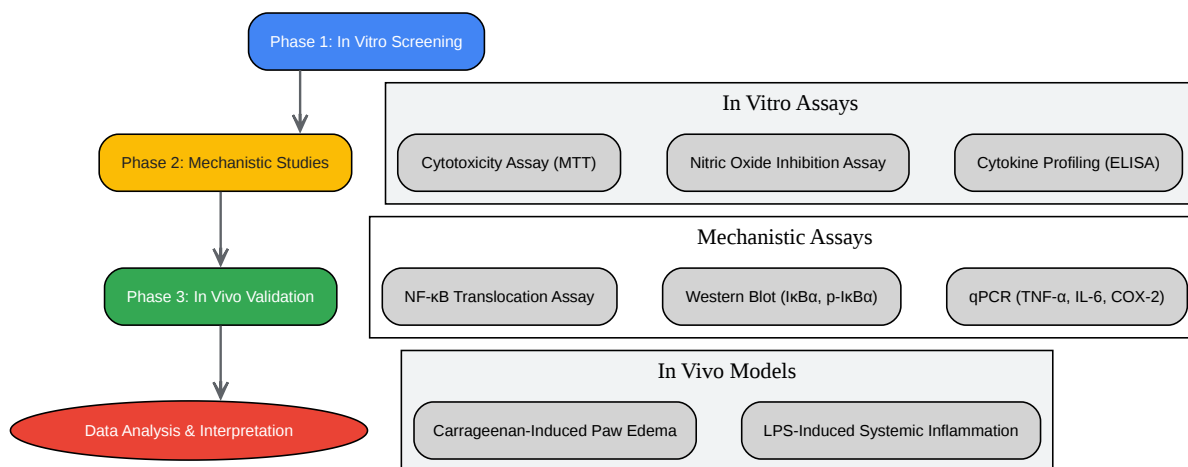 Phase 1: In Vitro Screening
In Vitro Assays
Phase 2: Mechanistic Studies
Cytotoxicity Assay (MTT)
Nitric Oxide Inhibition Assay
Cytokine Profiling (ELISA)
Mechanistic Assays
Phase 3: In Vivo Validation
NF-κB Translocation Assay
Western Blot (IκBα, p-IκBα)
qPCR (TNF-α, IL-6, COX-2)
In Vivo Models
Data Analysis & Interpretation
Carrageenan-Induced Paw Edema
LPS-Induced Systemic Inflammation